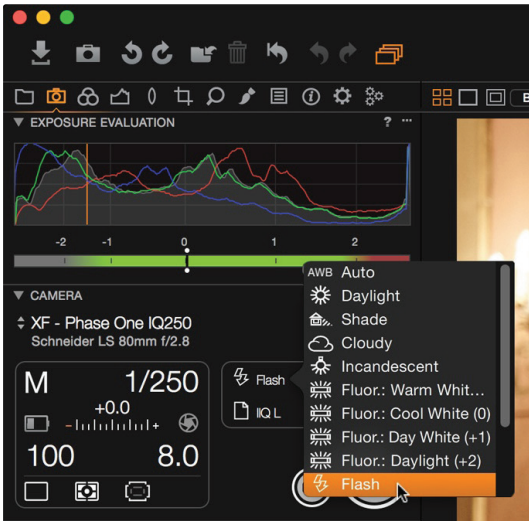 B
EXPOSURE EVALUATION ? ...
-2 -1 0 1 2
CAMERA
XF - Phase One IQ250
Schneider LS 80mm f/2.8
M 1/250
+0.0
- +
100 8.0
Flash
IIQ L
AWB Auto
Daylight
Shade
Cloudy
Incandescent
Fluor.: Warm Whit...
Fluor.: Cool White (0)
Fluor.: Day White (+1)
Fluor.: Daylight (+2)
Flash